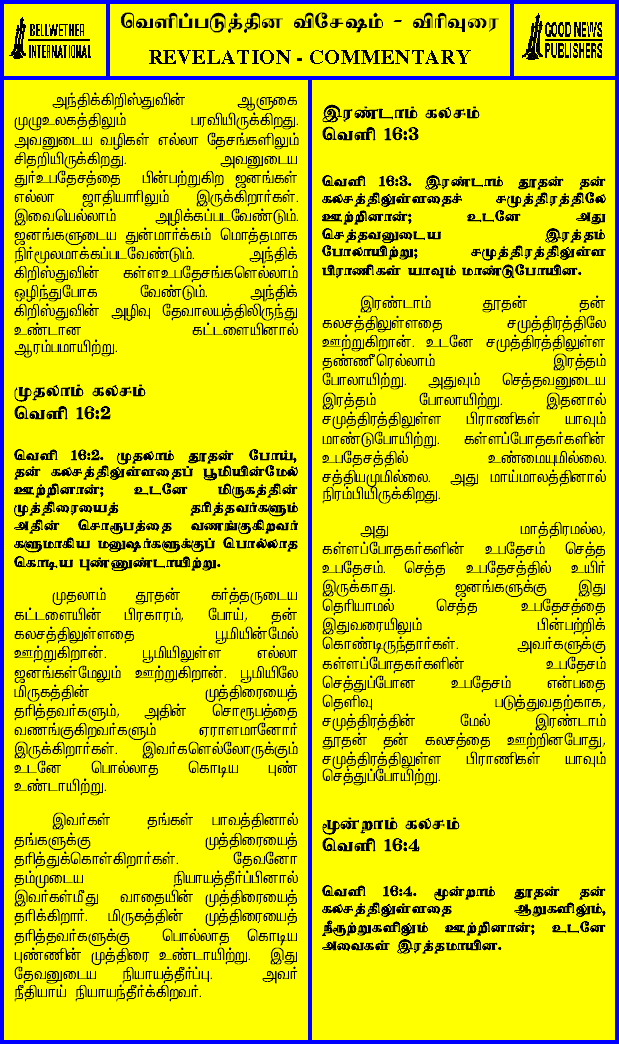 BELLWETHER
INTERNATIONAL
வெளிப்படுத்தின விசேஷம் - விரிவுரை
REVELATION - COMMENTARY
GOOD NEWS
PUBLISHERS
அந்திக்கிறிஸ்துவின் ஆளுகை
முழுஉலகத்திலும் பரவியிருக்கிறது.
அவனுடைய வழிகள் எல்லா தேசங்களிலும்
சிதறியிருக்கிறது. அவனுடைய
துர்உபதேசத்தை பின்பற்றுகிற ஜனங்கள்
எல்லா ஜாதியாரிலும் இருக்கிறார்கள்.
இவையெல்லாம் அழிக்கப்படவேண்டும்.
ஜனங்களுடைய துன்மார்க்கம் மொத்தமாக
நிர்மூலமாக்கப்படவேண்டும். அந்திக்
கிறிஸ்துவின் கள்ளஉபதேசங்களெல்லாம்
ஒழிந்துபோக வேண்டும். அந்திக்
கிறிஸ்துவின் அழிவு தேவாலயத்திலிருந்து
உண்டான கட்டளையினால்
ஆரம்பமாயிற்று.
முதலாம் கலசம்
வெளி 16:2
வெளி 16:2. முதலாம் தூதன் போய்,
தன் கலசத்திலுள்ளதைப் பூமியின்மேல்
ஊற்றினான்; உடனே மிருகத்தின்
முத்திரையைத் தரித்தவர்களும்
அதின் சொரூபத்தை வணங்குகிறவர்
களுமாகிய மனுஷர்களுக்குப் பொல்லாத
கொடிய புண்ணுண்டாயிற்று.
முதலாம் தூதன் கர்த்தருடைய
கட்டளையின் பிரகாரம், போய், தன்
கலசத்திலுள்ளதை பூமியின்மேல்
ஊற்றுகிறான். பூமியிலுள்ள எல்லா
ஜனங்கள்மேலும் ஊற்றுகிறான். பூமியிலே
மிருகத்தின் முத்திரையைத்
தரித்தவர்களும், அதின் சொரூபத்தை
வணங்குகிறவர்களும் ஏராளமானோர்
இருக்கிறார்கள். இவர்களெல்லோருக்கும்
உடனே பொல்லாத கொடிய புண்
உண்டாயிற்று.
இவர்கள் தங்கள் பாவத்தினால்
தங்களுக்கு முத்திரையைத்
தரித்துக்கொள்கிறார்கள். தேவனோ
தம்முடைய நியாயத்தீர்ப்பினால்
இவர்கள்மீது வாதையின் முத்திரையைத்
தரிக்கிறார். மிருகத்தின் முத்திரையைத்
தரித்தவர்களுக்கு பொல்லாத கொடிய
புண்ணின் முத்திரை உண்டாயிற்று. இது
தேவனுடைய நியாயத்தீர்ப்பு. அவர்
நீதியாய் நியாயந்தீர்க்கிறவர்.
இரண்டாம் கலசம்
வெளி 16:3
வெளி 16:3. இரண்டாம் தூதன் தன்
கலசத்திலுள்ளதைச் சமுத்திரத்திலே
ஊற்றினான்; உடனே அது
செத்தவனுடைய இரத்தம்
போலாயிற்று; சமுத்திரத்திலுள்ள
பிராணிகள் யாவும் மாண்டுபோயின.
இரண்டாம் தூதன் தன்
கலசத்திலுள்ளதை சமுத்திரத்திலே
ஊற்றுகிறான். உடனே சமுத்திரத்திலுள்ள
தண்ணீரெல்லாம் இரத்தம்
போலாயிற்று. அதுவும் செத்தவனுடைய
இரத்தம் போலாயிற்று. இதனால்
சமுத்திரத்திலுள்ள பிராணிகள் யாவும்
மாண்டுபோயிற்று. கள்ளப்போதகர்களின்
உபதேசத்தில் உண்மையுமில்லை.
சத்தியமுமில்லை. அது மாய்மாலத்தினால்
நிரம்பியிருக்கிறது.
அது மாத்திரமல்ல,
கள்ளப்போதகர்களின் உபதேசம் செத்த
உபதேசம். செத்த உபதேசத்தில் உயிர்
இருக்காது. ஜனங்களுக்கு இது
தெரியாமல் செத்த உபதேசத்தை
இதுவரையிலும் பின்பற்றிக்
கொண்டிருந்தார்கள். அவர்களுக்கு
கள்ளப்போதகர்களின் உபதேசம்
செத்துப்போன உபதேசம் என்பதை
தெளிவு படுத்துவதற்காக,
சமுத்திரத்தின் மேல் இரண்டாம்
தூதன் தன் கலசத்தை ஊற்றினபோது,
சமுத்திரத்திலுள்ள பிராணிகள் யாவும்
செத்துப்போயிற்று.
மூன்றாம் கலசம்
வெளி 16:4
வெளி 16:4. மூன்றாம் தூதன் தன்
கலசத்திலுள்ளதை ஆறுகளிலும்,
நீரூற்றுகளிலும் ஊற்றினான்; உடனே
அவைகள் இரத்தமாயின.